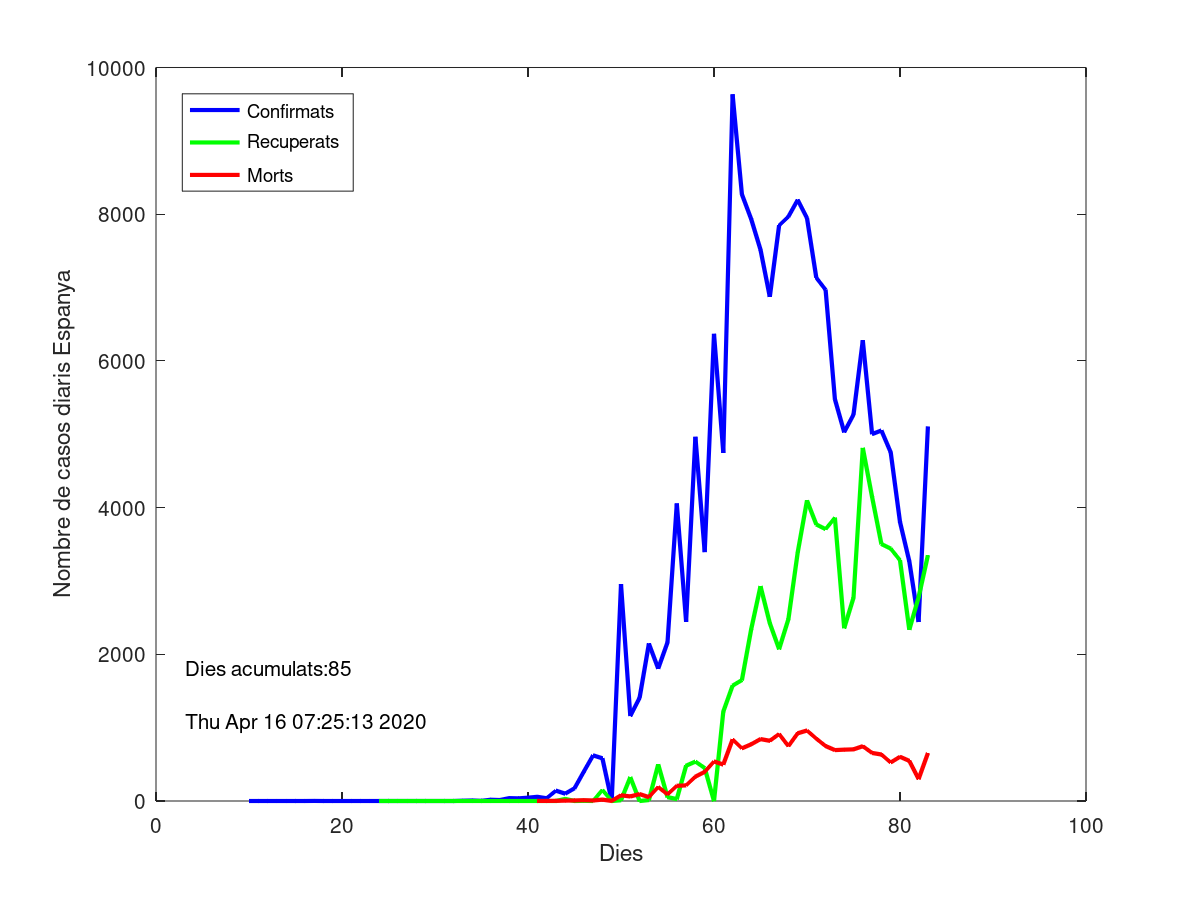 10000
8000
6000
4000
2000
0
Nombre de casos diaris Espanya
Confirmats
Recuperats
Morts
Dies acumulats:85
Thu Apr 16 07:25:13 2020
0 20 40 60 80 100
Dies